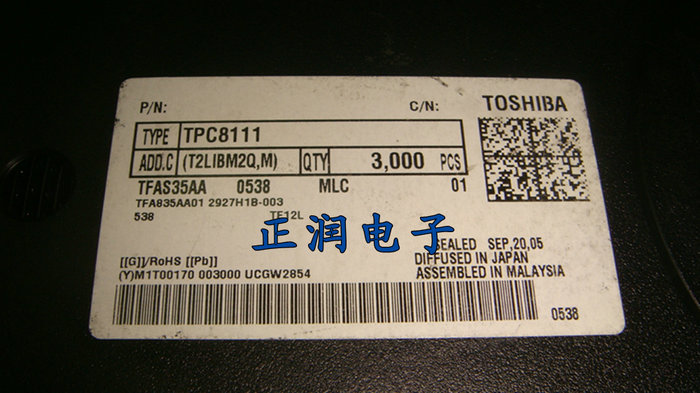 P/N:
C/N:
TOSHIBA
TYPE TPC8111
ADD.C (T2LIBM2Q,M) QTY 3,000 PCS
TFAS35AA 0538 MLC 01
TFA835AA01 2927H1B-003
538 TE12L
正润电子
SEALED SEP,20,05
DIFFUSED IN JAPAN
[[G]]/RoHS [[Pb]]
ASSEMBLED IN MALAYSIA
(Y)M1T00170 003000 UCGW2854
0538